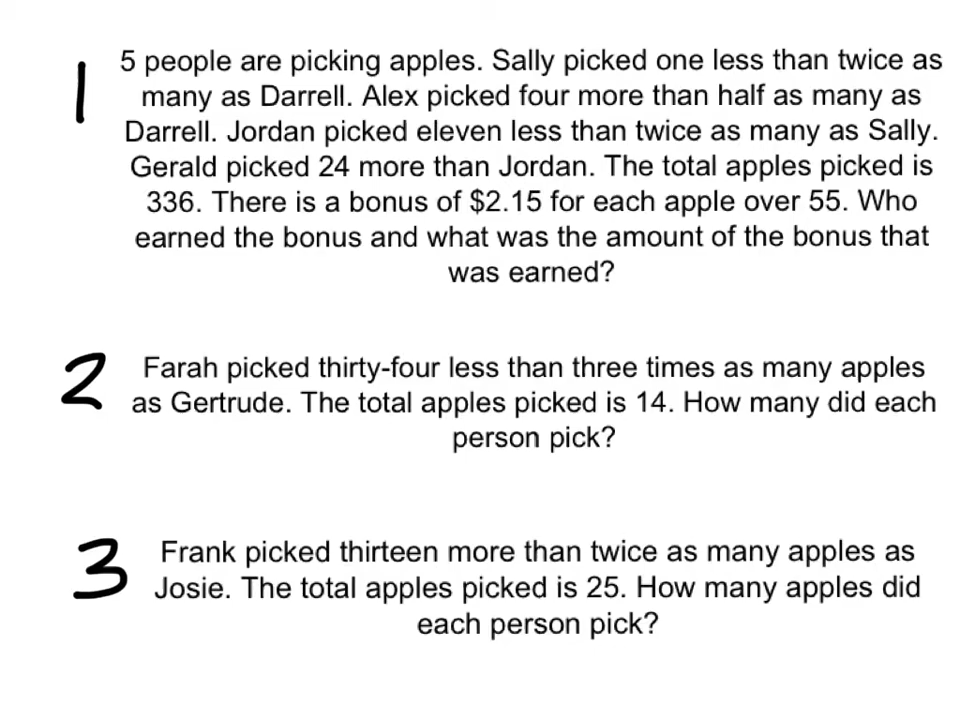 1
5 people are picking apples. Sally picked one less than twice as
many as Darrell. Alex picked four more than half as many as
Darrell. Jordan picked eleven less than twice as many as Sally.
Gerald picked 24 more than Jordan. The total apples picked is
336. There is a bonus of $2.15 for each apple over 55. Who
earned the bonus and what was the amount of the bonus that
was earned?
2
Farah picked thirty-four less than three times as many apples
as Gertrude. The total apples picked is 14. How many did each
person pick?
3
Frank picked thirteen more than twice as many apples as
Josie. The total apples picked is 25. How many apples did
each person pick?